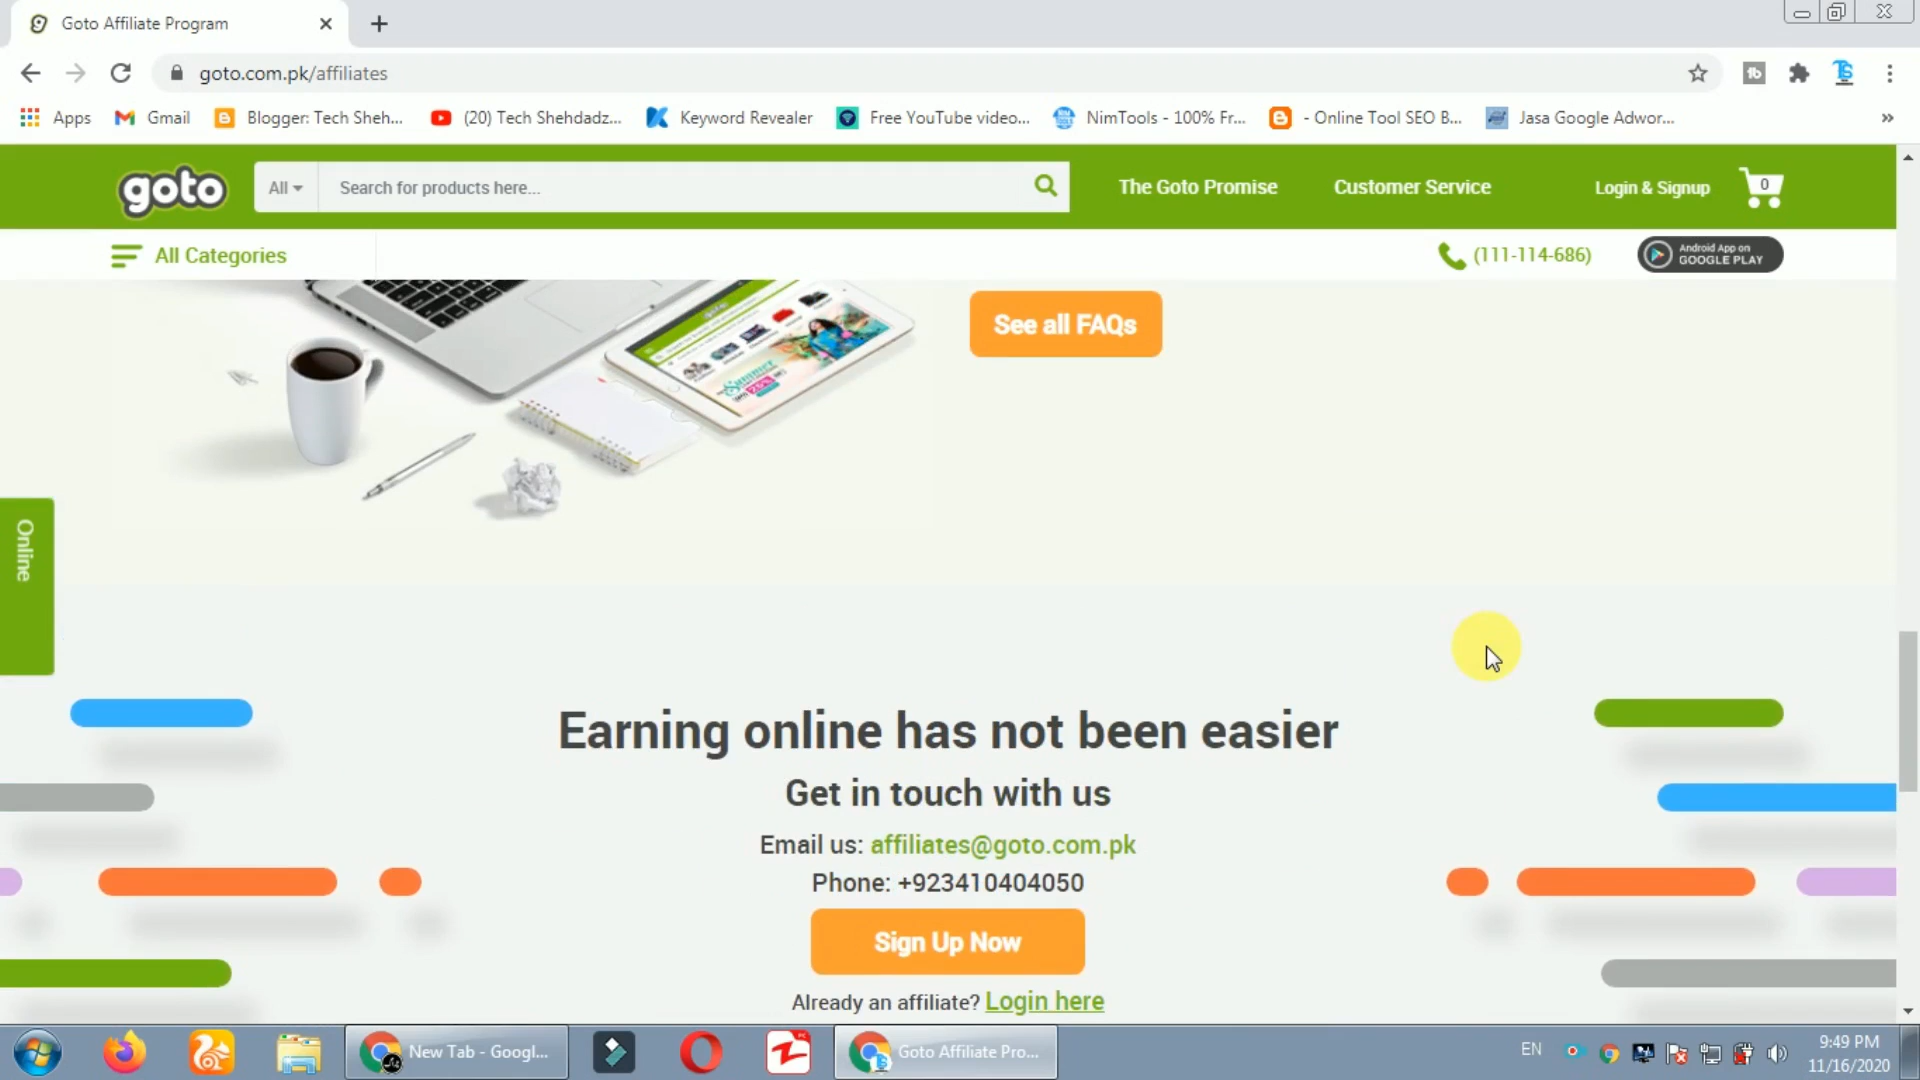 Goto Affiliate Program
goto.com.pk/affiliates
Apps
Gmail
Blogger: Tech Sheh...
(20) Tech Shehdadz...
Keyword Revealer
Free YouTube video...
NimTools - 100% Fr...
- Online Tool SEO B...
Jasa Google Adwor...
»
goto
All
Search for products here...
The Goto Promise
Customer Service
Login & Signup
0
All Categories
(111-114-686)
Android App on
GOOGLE PLAY
See all FAQs
Summer
Online
Earning online has not been easier
Get in touch with us
Email us: affiliates@goto.com.pk
Phone: +923410404050
Sign Up Now
Already an affiliate? Login here
New Tab - Googl...
Goto Affiliate Pro...
EN
9:49 PM
11/16/2020